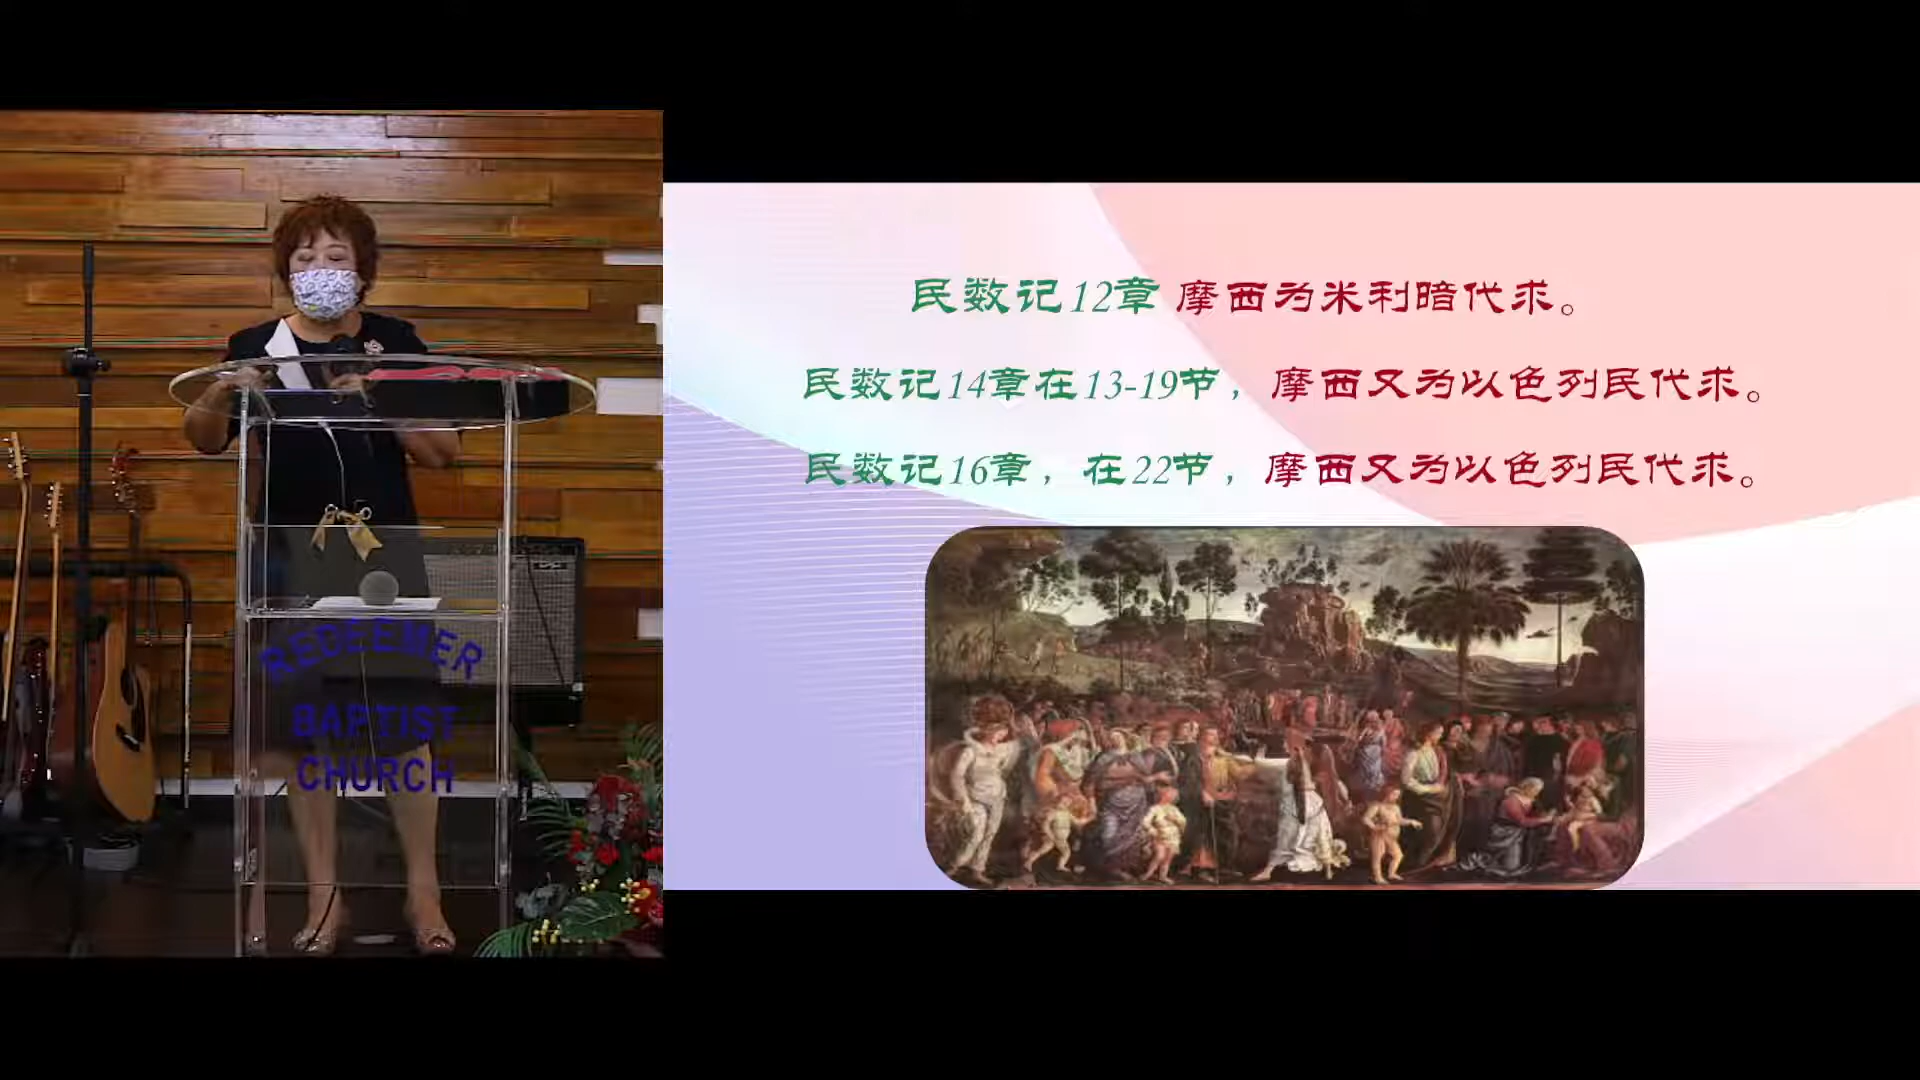 民数记12章 摩西为米利暗代求。
民数记14章在13-19节，摩西又为以色列民代求。
民数记16章，在22节，摩西又为以色列民代求。
REDEEMER
BAPTIST
CHURCH